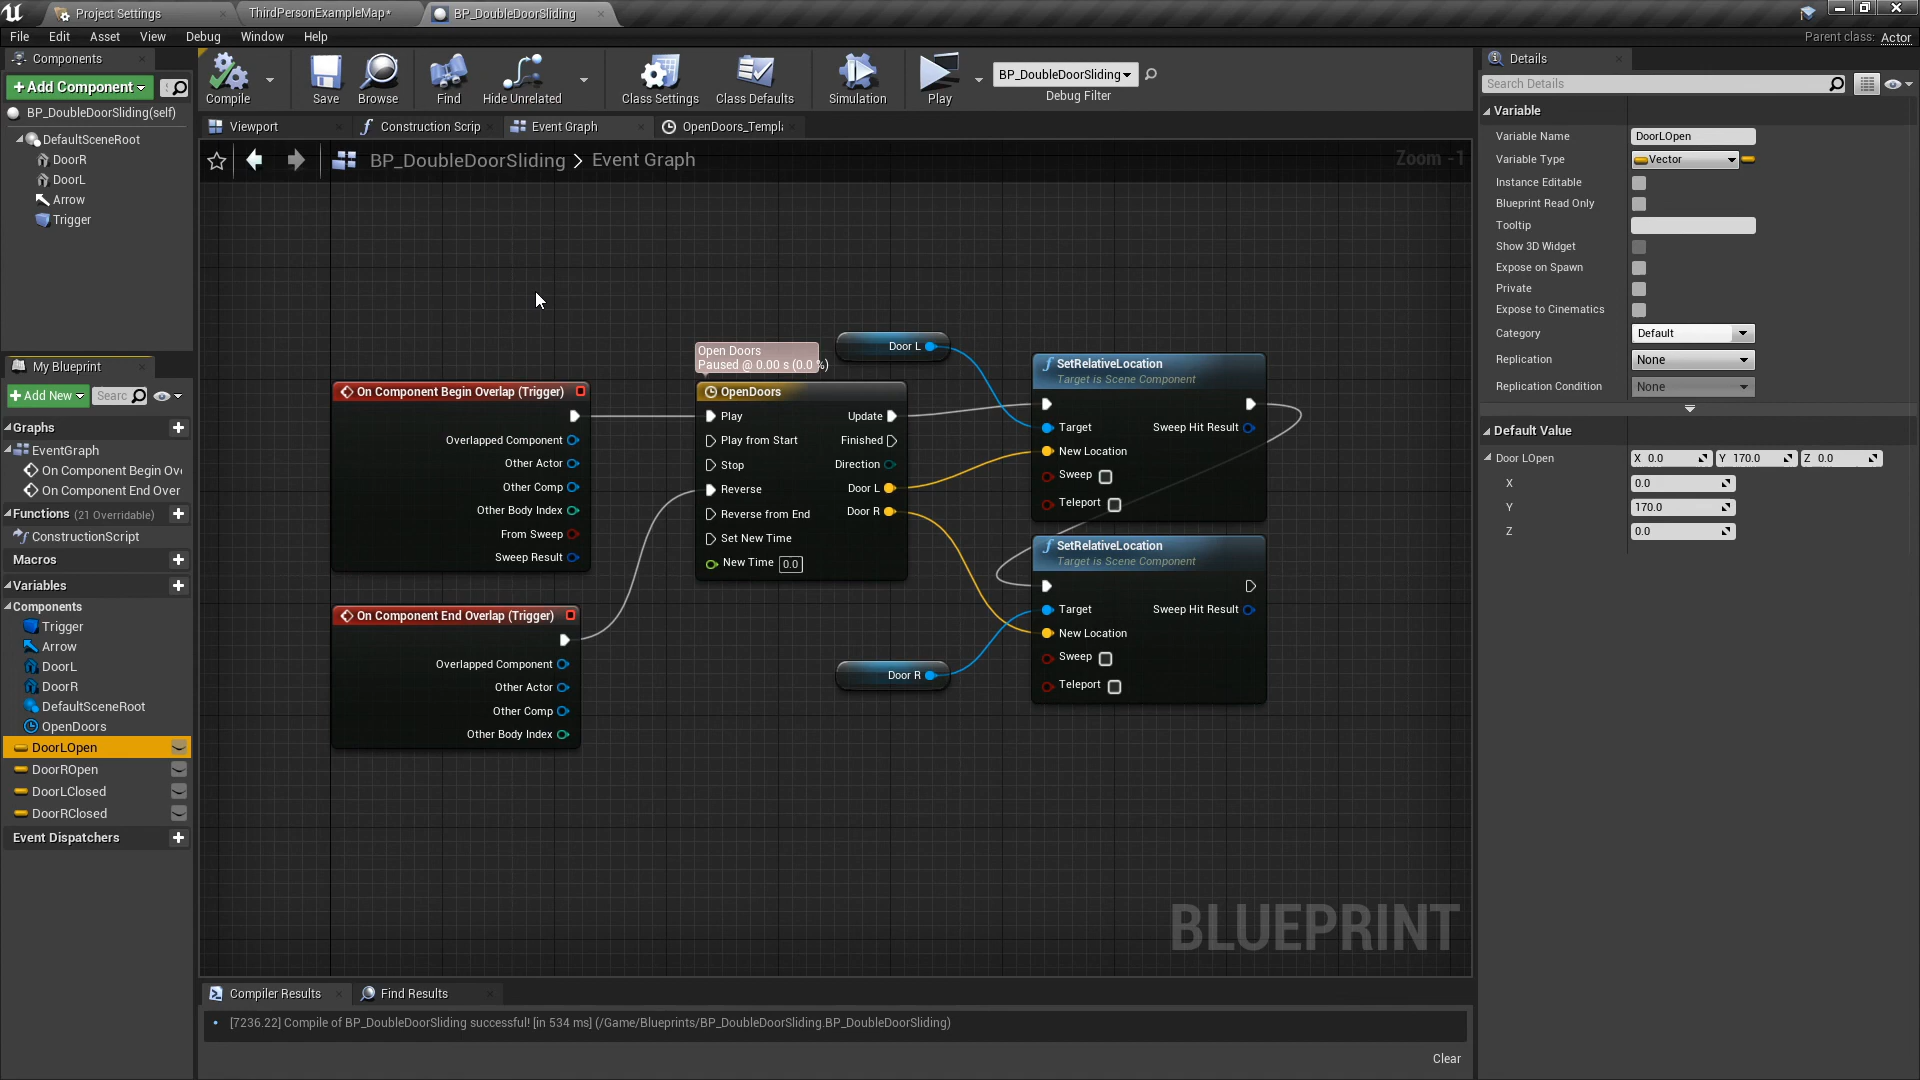 Project Settings
ThirdPersonExampleMap*
BP_DoubleDoorSliding
File Edit Asset View Debug Window Help
Parent class: Actor
Components
+Add Component
BP_DoubleDoorSliding(self)
DefaultSceneRoot
DoorR
DoorL
Arrow
Trigger
Compile
Save
Browse
Find
Hide Unrelated
Class Settings
Class Defaults
Simulation
Play
BP_DoubleDoorSliding
Debug Filter
Viewport
Construction Scrip
Event Graph
OpenDoors_Templa
BP_DoubleDoorSliding > Event Graph
Zoom -1
My Blueprint
+Add New
Searc
Graphs
EventGraph
On Component Begin Ove
On Component End Over
Functions (21 Overridable)
ConstructionScript
Macros
Variables
Components
Trigger
Arrow
DoorL
DoorR
DefaultSceneRoot
OpenDoors
DoorLOpen
DoorROpen
DoorLClosed
DoorRClosed
Event Dispatchers
On Component Begin Overlap (Trigger)
Overlapped Component
Other Actor
Other Comp
Other Body Index
From Sweep
Sweep Result
On Component End Overlap (Trigger)
Overlapped Component
Other Actor
Other Comp
Other Body Index
Open Doors
Paused @ 0.00 s (0.0 %)
OpenDoors
Play Update
Play from Start Finished
Stop Direction
Reverse Door L
Reverse from End Door R
Set New Time
New Time 0.0
Door L
Door R
SetRelativeLocation
Target is Scene Component
Target Sweep Hit Result
New Location
Sweep
Teleport
SetRelativeLocation
Target is Scene Component
Target Sweep Hit Result
New Location
Sweep
Teleport
BLUEPRINT
Compiler Results
Find Results
[7236.22] Compile of BP_DoubleDoorSliding successful! [in 534 ms] (/Game/Blueprints/BP_DoubleDoorSliding.BP_DoubleDoorSliding)
Clear
Details
Search Details
Variable
Variable Name DoorLOpen
Variable Type Vector
Instance Editable
Blueprint Read Only
Tooltip
Show 3D Widget
Expose on Spawn
Private
Expose to Cinematics
Category Default
Replication None
Replication Condition None
Default Value
Door LOpen X 0.0 Y 170.0 Z 0.0
X 0.0
Y 170.0
Z 0.0